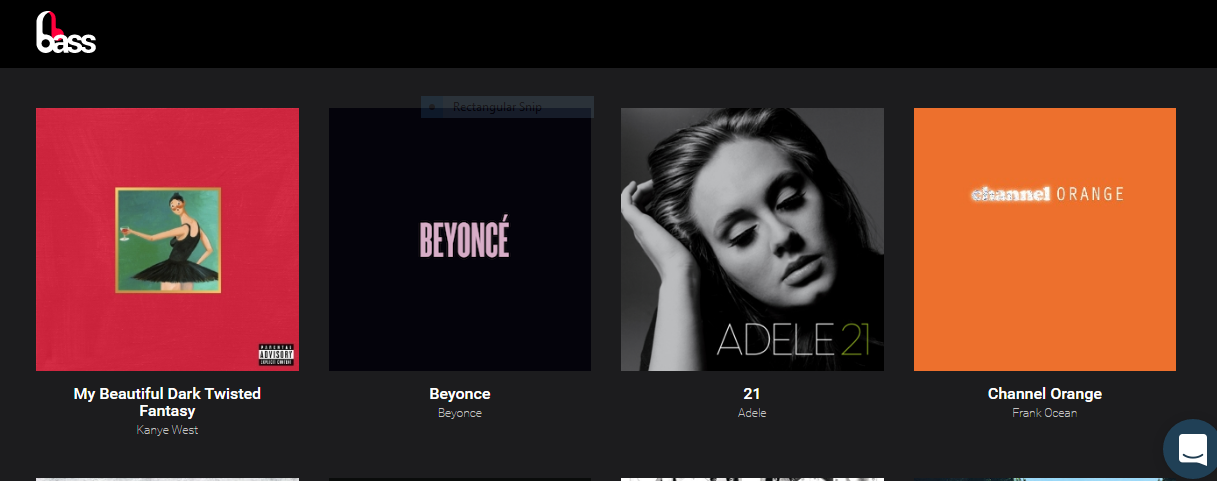 bass
Rectangular Snip
BEYONCÉ
ADELE 21
channel ORANGE
PARENTAL
ADVISORY
EXPLICIT CONTENT
My Beautiful Dark Twisted
Fantasy
Kanye West
Beyonce
Beyonce
21
Adele
Channel Orange
Frank Ocean